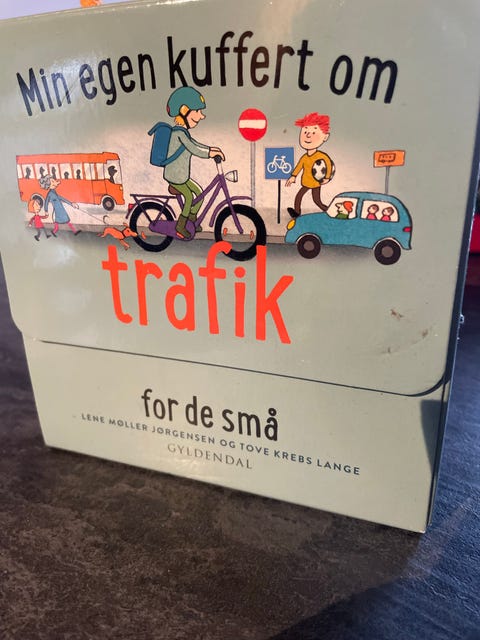 Min egen kuffert om
trafik
for de små
LENE MØLLER JØRGENSEN OG TOVE KREBS LANGE
GYLDENDAL